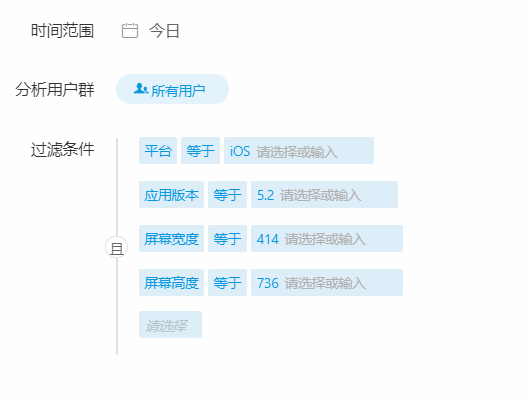 时间范围 今日
分析用户群 所有用户
过滤条件 平台 等于 iOS 请选择或输入
应用版本 等于 5.2 请选择或输入
屏幕宽度 等于 414 请选择或输入
且
屏幕高度 等于 736 请选择或输入
请选择